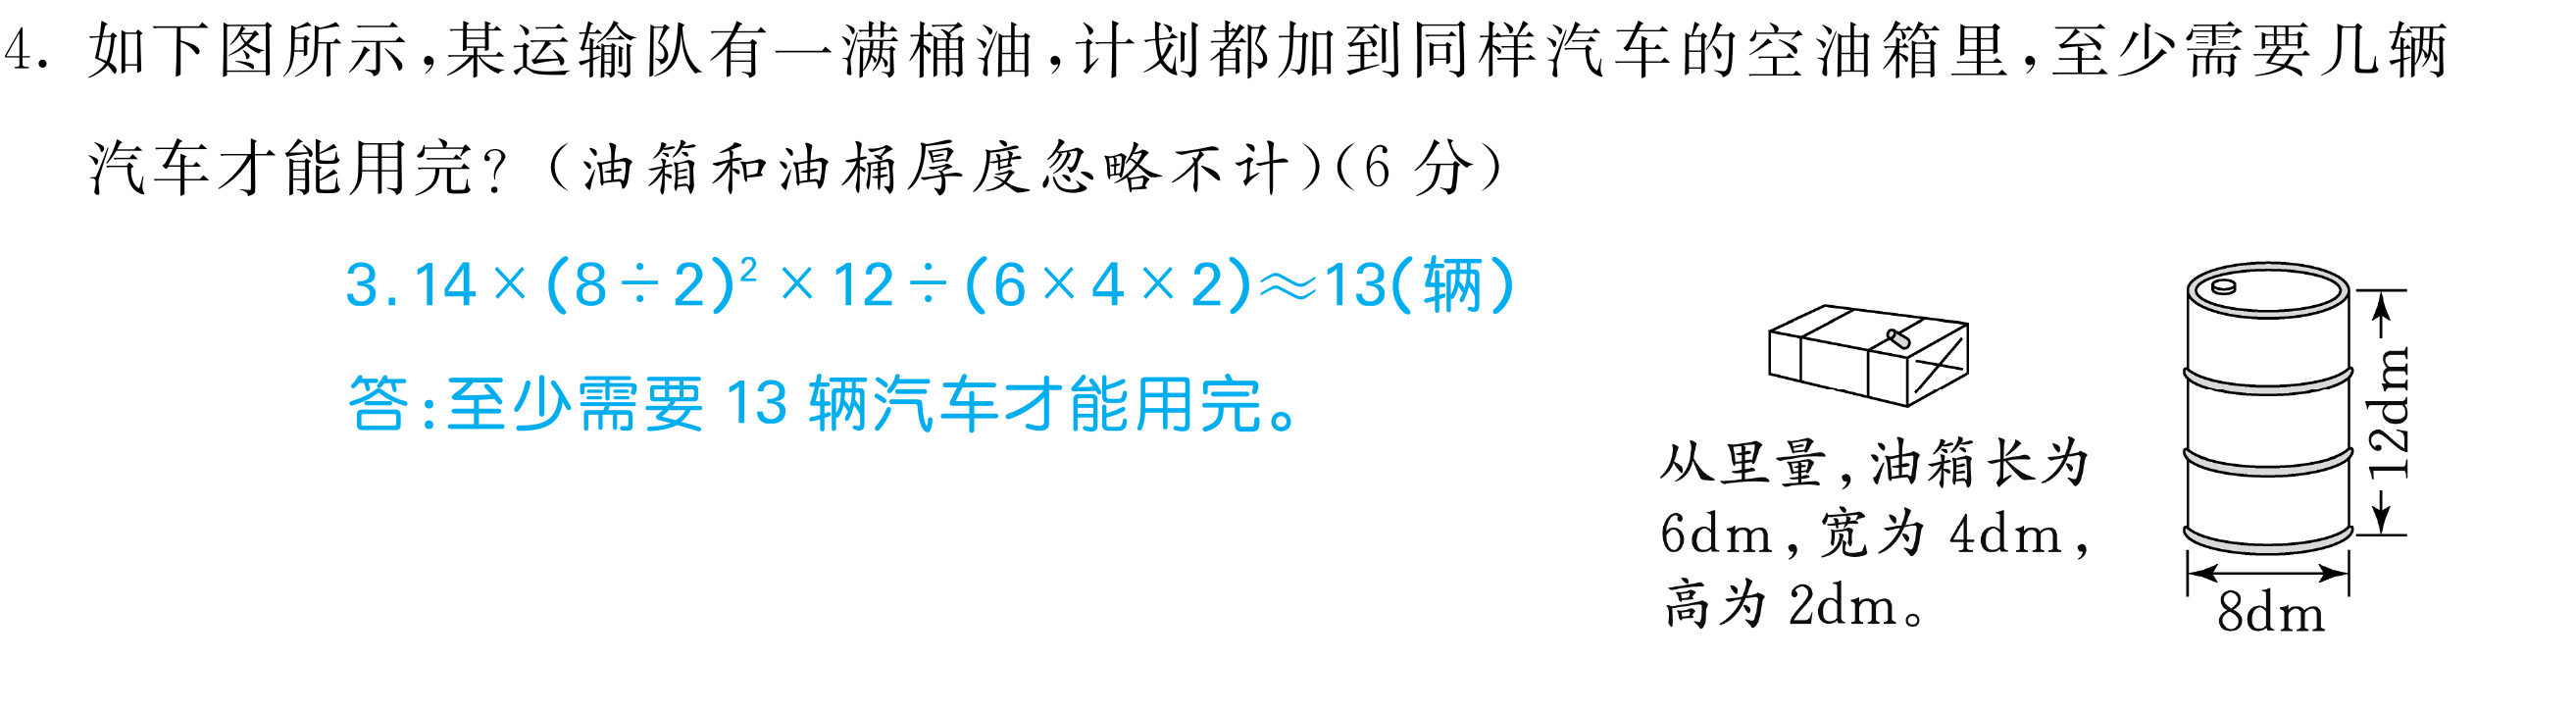 4. 如下图所示,某运输队有一满桶油,计划都加到同样汽车的空油箱里,至少需要几辆
汽车才能用完?(油箱和油桶厚度忽略不计)(6 分)
3.14×(8÷2)²×12÷(6×4×2)≈13(辆)
答:至少需要 13 辆汽车才能用完。
从里量,油箱长为
6dm,宽为 4dm,
高为 2dm。
12dm
8dm